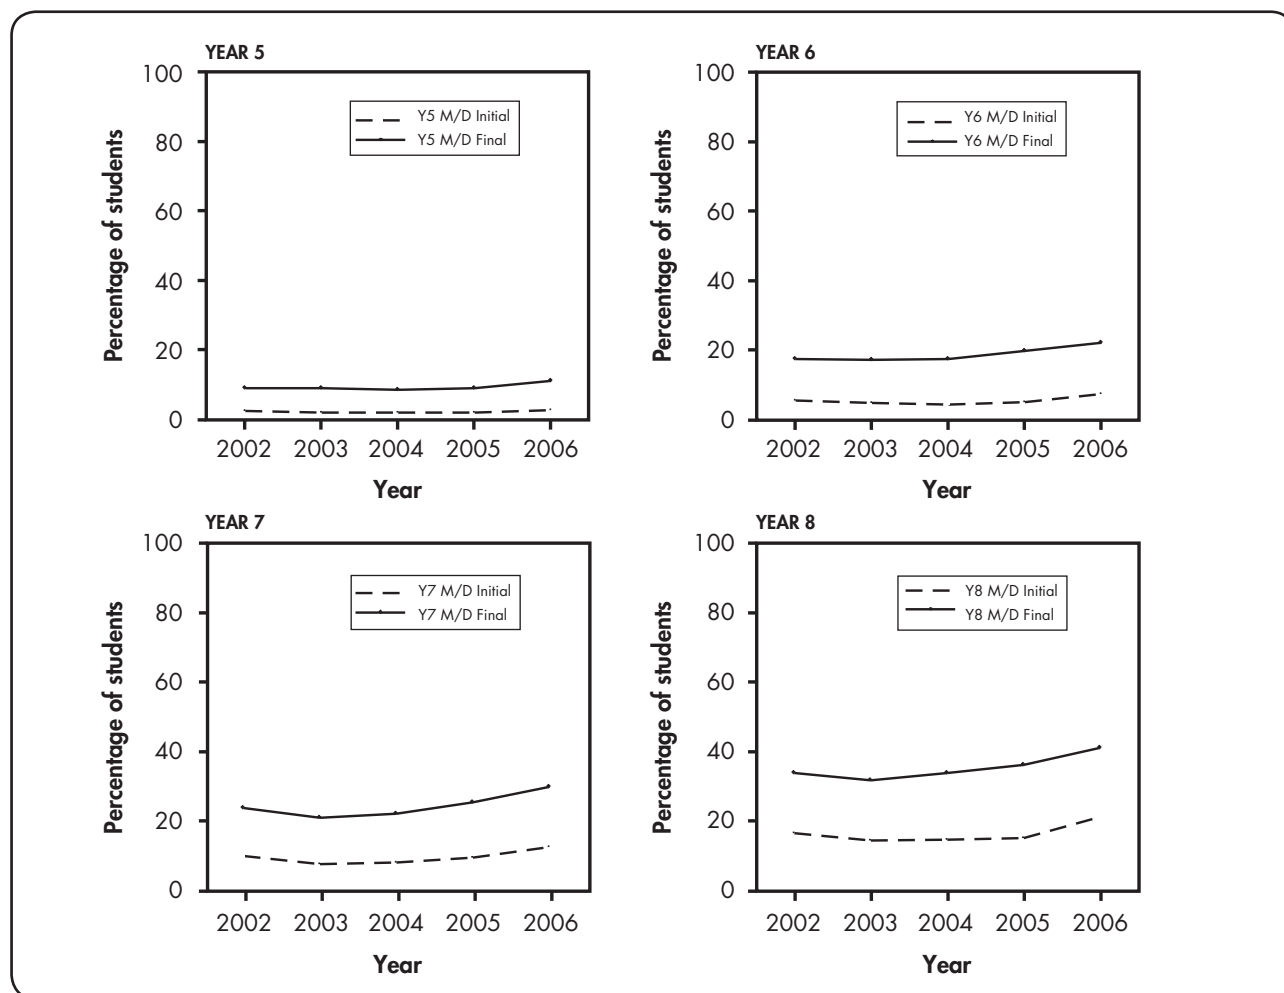 YEAR 5
100
80
60
40
20
0
Percentage of students
Y5 M/D Initial
Y5 M/D Final
2002 2003 2004 2005 2006
Year
YEAR 6
100
80
60
40
20
0
Percentage of students
Y6 M/D Initial
Y6 M/D Final
2002 2003 2004 2005 2006
Year
YEAR 7
100
80
60
40
20
0
Percentage of students
Y7 M/D Initial
Y7 M/D Final
2002 2003 2004 2005 2006
Year
YEAR 8
100
80
60
40
20
0
Percentage of students
Y8 M/D Initial
Y8 M/D Final
2002 2003 2004 2005 2006
Year